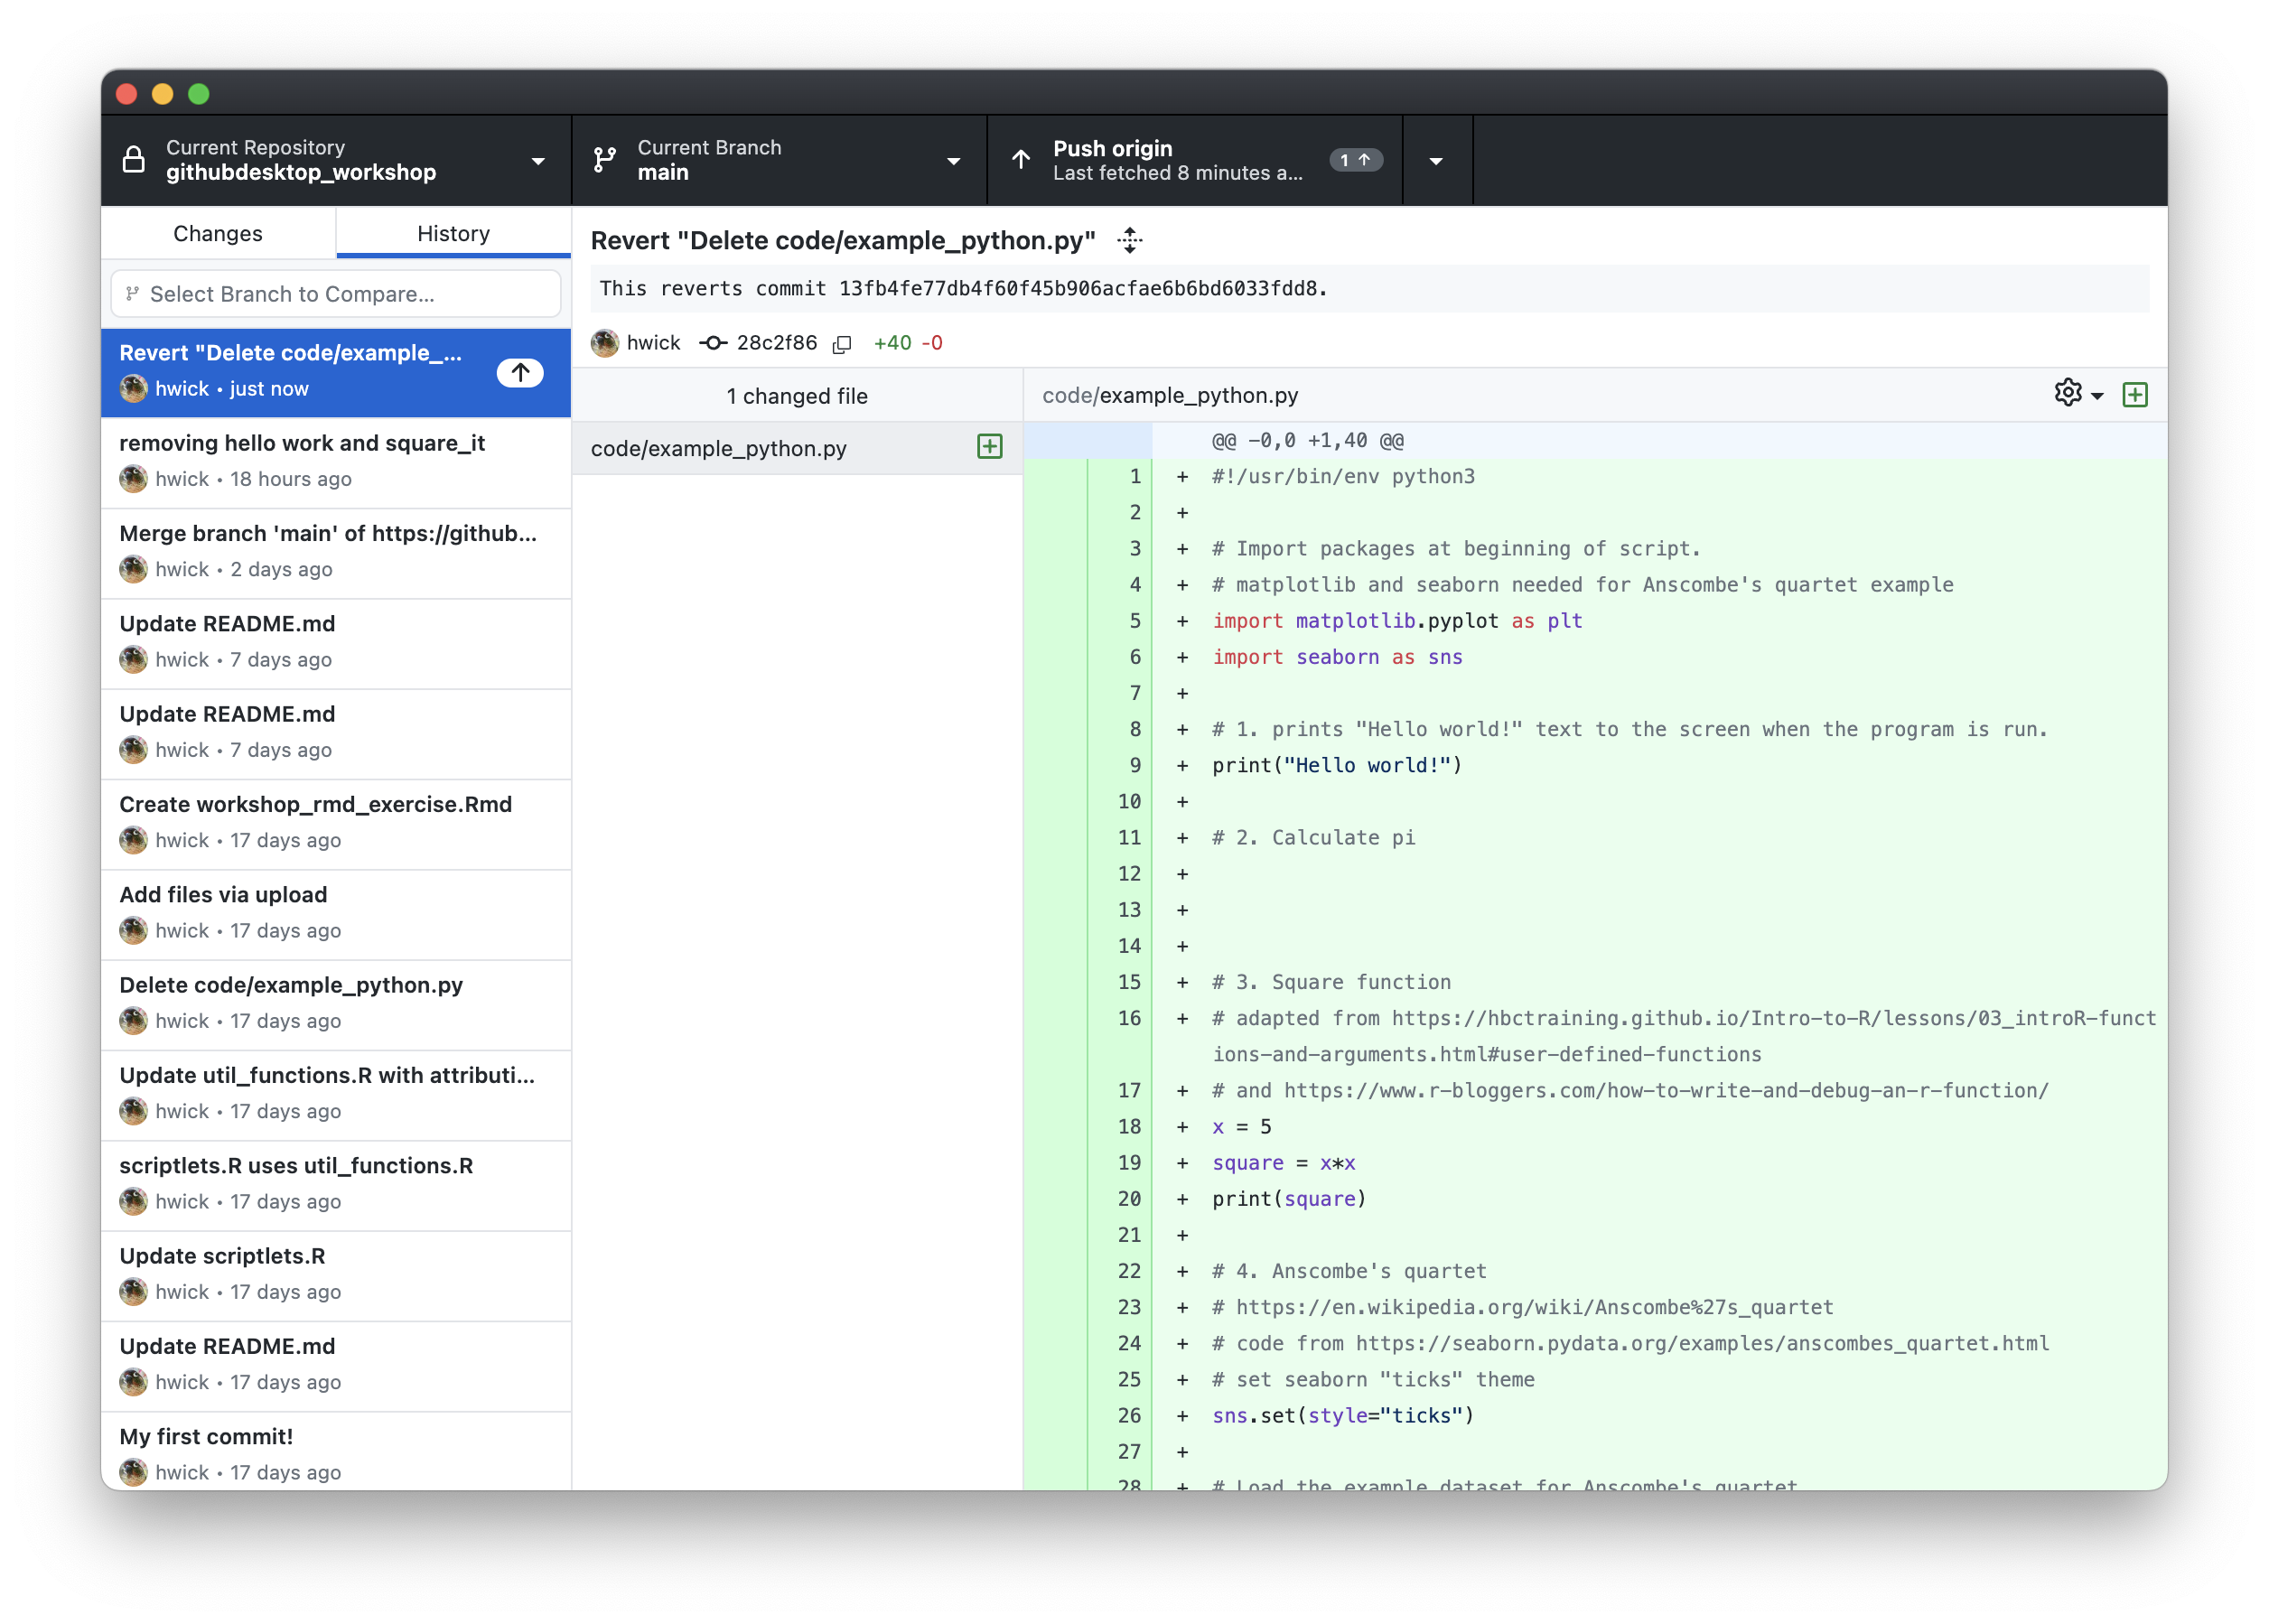 Current Repository
githubdesktop_workshop
Current Branch
main
Push origin
Last fetched 8 minutes a...
1
Changes
History
Select Branch to Compare...
Revert "Delete code/example_...
hwick • just now
removing hello work and square_it
hwick • 18 hours ago
Merge branch 'main' of https://github...
hwick • 2 days ago
Update README.md
hwick • 7 days ago
Update README.md
hwick • 7 days ago
Create workshop_rmd_exercise.Rmd
hwick • 17 days ago
Add files via upload
hwick • 17 days ago
Delete code/example_python.py
hwick • 17 days ago
Update util_functions.R with attributi...
hwick • 17 days ago
scriptlets.R uses util_functions.R
hwick • 17 days ago
Update scriptlets.R
hwick • 17 days ago
Update README.md
hwick • 17 days ago
My first commit!
hwick • 17 days ago
Revert "Delete code/example_python.py"
This reverts commit 13fb4fe77db4f60f45b906acfae6b6bd6033fdd8.
hwick 28c2f86 +40 -0
1 changed file
code/example_python.py
code/example_python.py
@@ -0,0 +1,40 @@
1 + #!/usr/bin/env python3
2 +
3 + # Import packages at beginning of script.
4 + # matplotlib and seaborn needed for Anscombe's quartet example
5 + import matplotlib.pyplot as plt
6 + import seaborn as sns
7 +
8 + # 1. prints "Hello world!" text to the screen when the program is run.
9 + print("Hello world!")
10 +
11 + # 2. Calculate pi
12 +
13 +
14 +
15 + # 3. Square function
16 + # adapted from https://hbctraining.github.io/Intro-to-R/lessons/03_introR-funct
ions-and-arguments.html#user-defined-functions
17 + # and https://www.r-bloggers.com/how-to-write-and-debug-an-r-function/
18 + x = 5
19 + square = x*x
20 + print(square)
21 +
22 + # 4. Anscombe's quartet
23 + # https://en.wikipedia.org/wiki/Anscombe%27s_quartet
24 + # code from https://seaborn.pydata.org/examples/anscombes_quartet.html
25 + # set seaborn "ticks" theme
26 + sns.set(style="ticks")
27 +
28 + # Load the example dataset for Anscombe's quartet